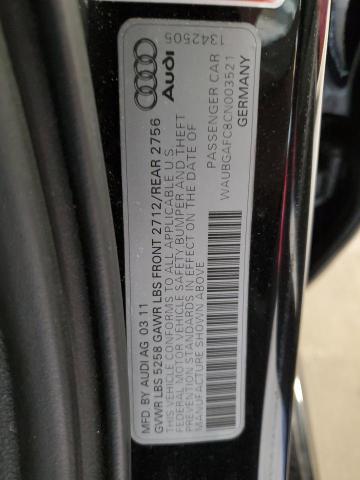 MFD BY AUDI AG 03 11
GVWR LBS 5258 GAWR LBS FRONT 2712/REAR 2756
THIS VEHICLE CONFORMS TO ALL APPLICABLE U S
FEDERAL MOTOR VEHICLE SAFETY, BUMPER AND THEFT
PREVENTION STANDARDS IN EFFECT ON THE DATE OF
MANUFACTURE SHOWN ABOVE
1342505
Audi
PASSENGER CAR
WAUBGAFC8CN003521
GERMANY